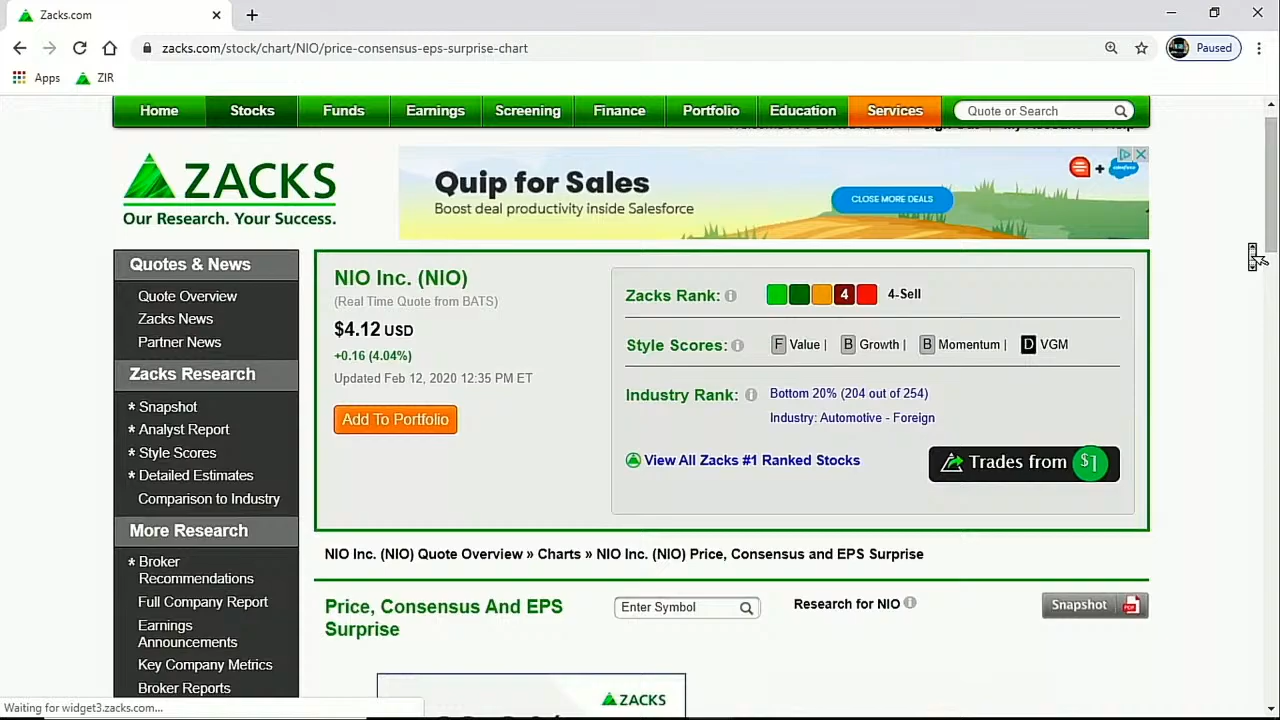 Zacks.com
zacks.com/stock/chart/NIO/price-consensus-eps-surprise-chart
Paused
Apps
ZIR
Home
Stocks
Funds
Earnings
Screening
Finance
Portfolio
Education
Services
Quote or Search
ZACKS
Our Research. Your Success.
Quip for Sales
Boost deal productivity inside Salesforce
CLOSE MORE DEALS
+
salesforce
Quotes & News
Quote Overview
Zacks News
Partner News
Zacks Research
* Snapshot
* Analyst Report
* Style Scores
* Detailed Estimates
Comparison to Industry
More Research
* Broker
Recommendations
Full Company Report
Earnings
Announcements
Key Company Metrics
Broker Reports
NIO Inc. (NIO)
(Real Time Quote from BATS)
$4.12 USD
+0.16 (4.04%)
Updated Feb 12, 2020 12:35 PM ET
Add To Portfolio
Zacks Rank: 4 4-Sell
Style Scores: F Value | B Growth | B Momentum | D VGM
Industry Rank: Bottom 20% (204 out of 254)
Industry: Automotive - Foreign
View All Zacks #1 Ranked Stocks
Trades from $1
NIO Inc. (NIO) Quote Overview » Charts » NIO Inc. (NIO) Price, Consensus and EPS Surprise
Price, Consensus And EPS
Surprise
Enter Symbol
Research for NIO
Snapshot
ZACKS
Waiting for widget3.zacks.com...